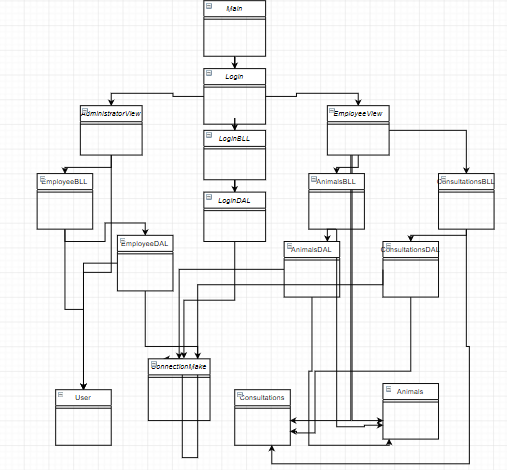 Main
Login
AdministratorView
EmployeeView
LoginBLL
EmployeeBLL
AnimalsBLL
ConsultationsBLL
LoginDAL
EmployeeDAL
AnimalsDAL
ConsultationsDAL
ConnectionMake
User
Consultations
Animals